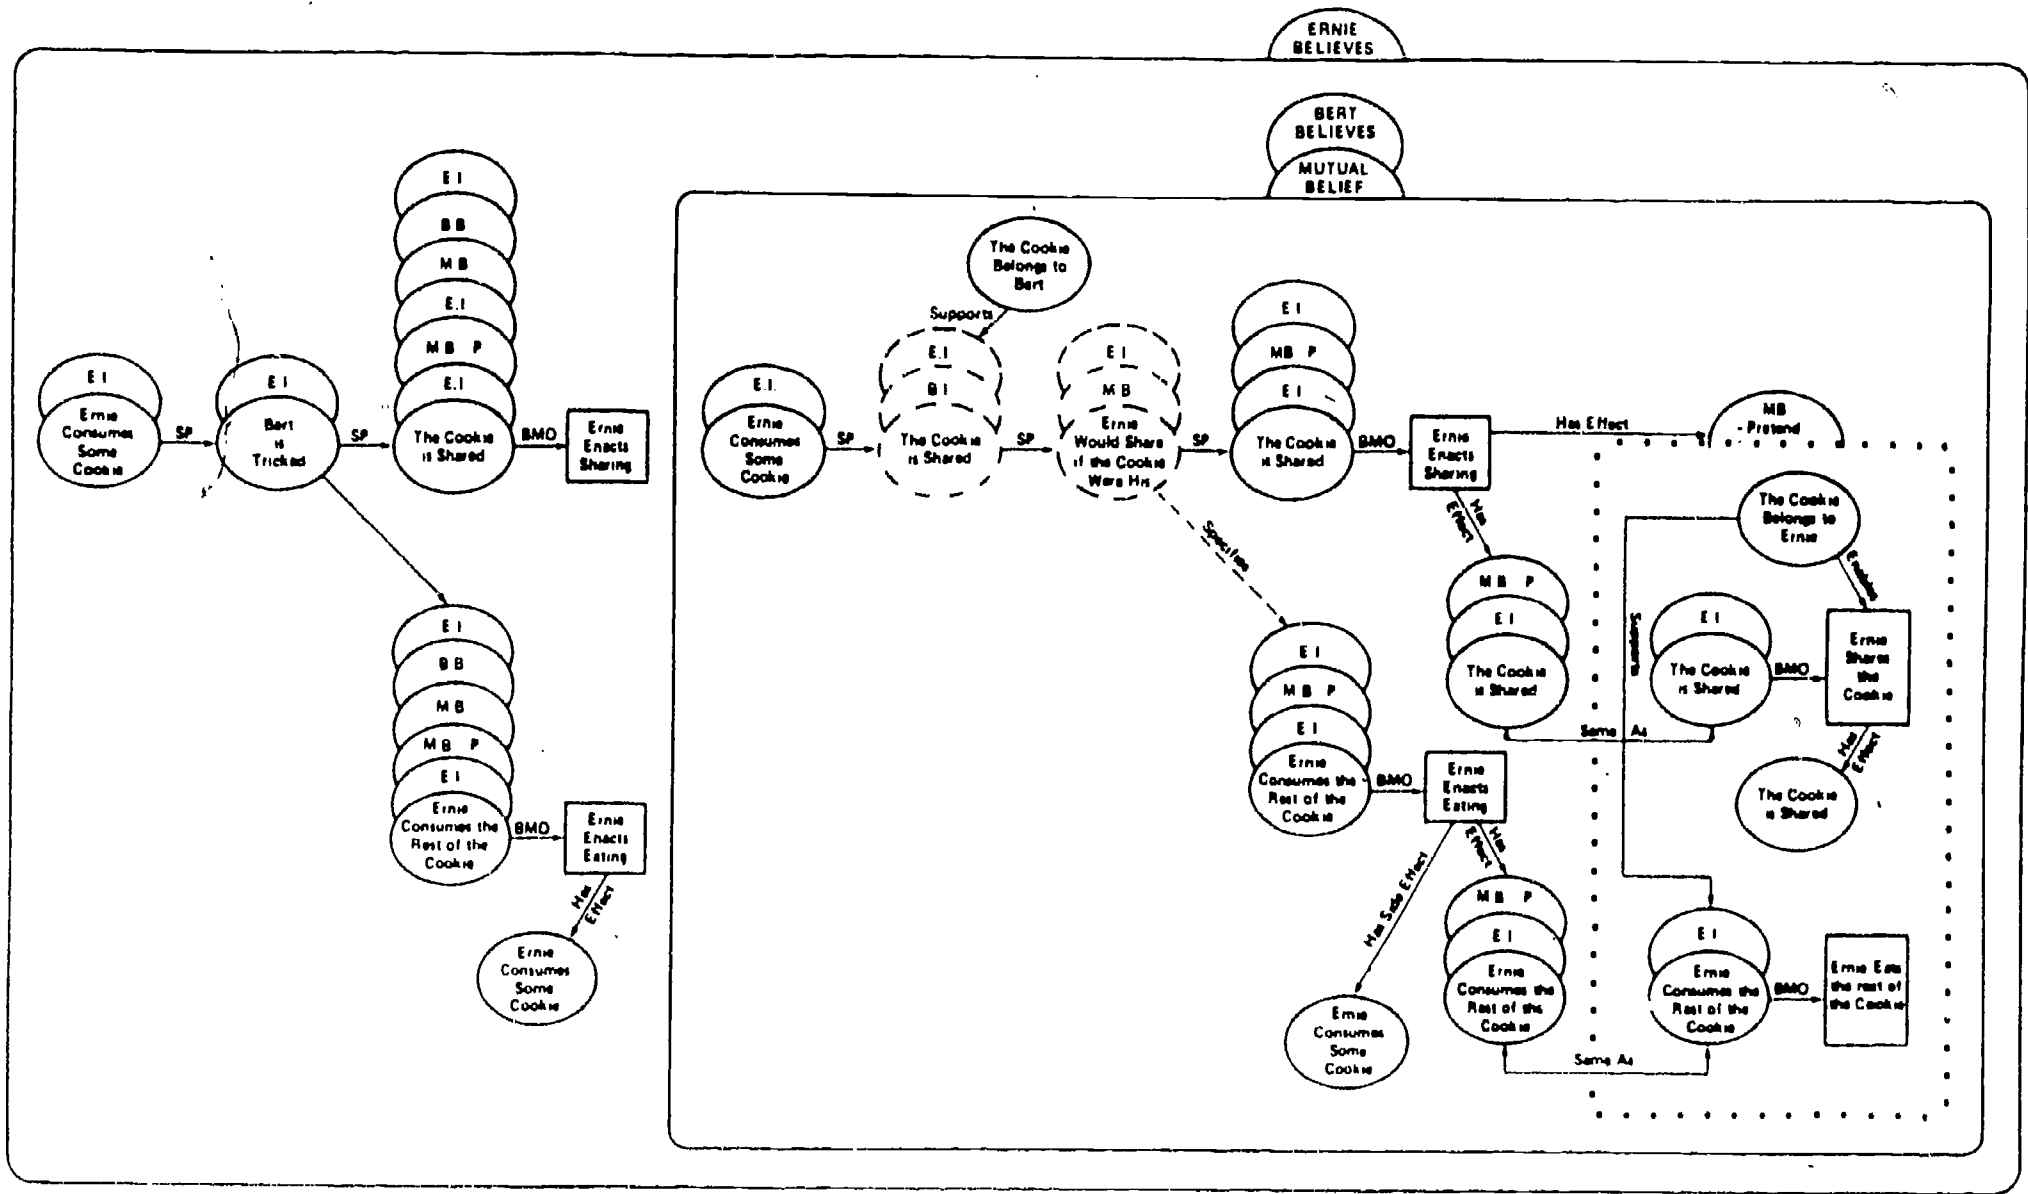 ERNIE
BELIEVES
BERT
BELIEVES
MUTUAL
BELIEF
E I
Ernie
Consumes
Some
Cookie
SP
E I
Bert
is
Tricked
SP
E I
B B
M B
E.I
M B P
E.I
The Cookie
is Shared
BMO
Ernie
Enacts
Sharing
E I
B B
M B
M B P
E I
Ernie
Consumes the
Rest of the
Cookie
BMO
Ernie
Enacts
Eating
Has
Effect
Ernie
Consumes
Some
Cookie
The Cookie
Belongs to
Bert
Supports
E.I.
Ernie
Consumes
Some
Cookie
SP
E.I
B I
The Cookie
is Shared
SP
E I
M B
Ernie
Would Share
if the Cookie
Were His
SP
Specifies
E I
MB P
E I
The Cookie
is Shared
BMO
Ernie
Enacts
Sharing
Has Effect
MB
- Pretend
Has
Effect
M B P
E I
The Cookie
is Shared
Same As
The Cookie
Belongs to
Ernie
Enables
Supports
E I
The Cookie
is Shared
BMO
Ernie
Shares
the
Cookie
Has
Effect
The Cookie
is Shared
E I
M B P
E I
Ernie
Consumes the
Rest of the
Cookie
BMO
Ernie
Enacts
Eating
Has Side Effect
Has
Effect
Ernie
Consumes
Some
Cookie
M B P
E I
Ernie
Consumes the
Rest of the
Cookie
Same As
E I
Ernie
Consumes the
Rest of the
Cookie
BMO
Ernie Eats
the rest of
the Cookie